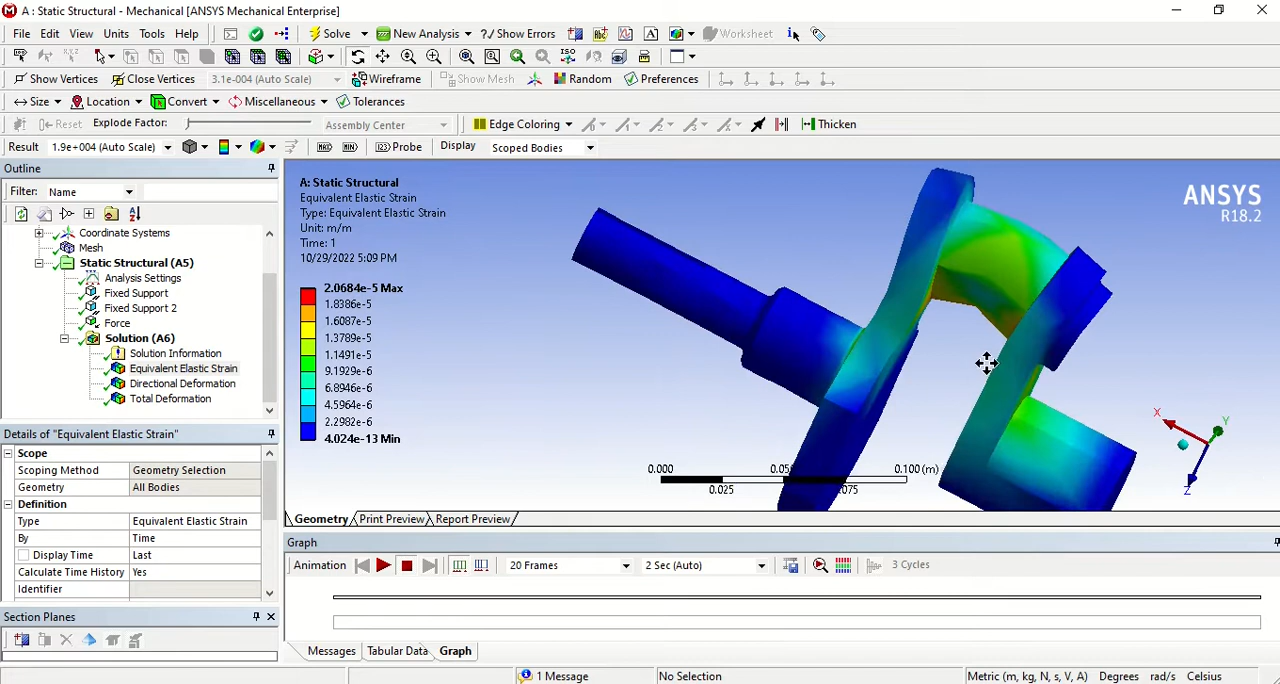 A : Static Structural - Mechanical [ANSYS Mechanical Enterprise]
File Edit View Units Tools Help Solve New Analysis ?/ Show Errors Worksheet
Show Vertices Close Vertices 3.1e-004 (Auto Scale) Wireframe Show Mesh Random Preferences
Size Location Convert Miscellaneous Tolerances
Reset Explode Factor: Assembly Center Edge Coloring Thicken
Result 1.9e+004 (Auto Scale) MAX MIN Probe Display Scoped Bodies
Outline
Filter: Name
Coordinate Systems
Mesh
Static Structural (A5)
Analysis Settings
Fixed Support
Fixed Support 2
Force
Solution (A6)
Solution Information
Equivalent Elastic Strain
Directional Deformation
Total Deformation
Details of "Equivalent Elastic Strain"
Scope
Scoping Method Geometry Selection
Geometry All Bodies
Definition
Type Equivalent Elastic Strain
By Time
Display Time Last
Calculate Time History Yes
Identifier
Section Planes
A: Static Structural
Equivalent Elastic Strain
Type: Equivalent Elastic Strain
Unit: m/m
Time: 1
10/29/2022 5:09 PM
2.0684e-5 Max
1.8386e-5
1.6087e-5
1.3789e-5
1.1491e-5
9.1929e-6
6.8946e-6
4.5964e-6
2.2982e-6
4.024e-13 Min
ANSYS
R18.2
X
Y
Z
0.000 0.05 0.100 (m)
0.025 .075
Geometry Print Preview Report Preview
Graph
Animation 20 Frames 2 Sec (Auto) 3 Cycles
Messages Tabular Data Graph
1 Message No Selection Metric (m, kg, N, s, V, A) Degrees rad/s Celsius